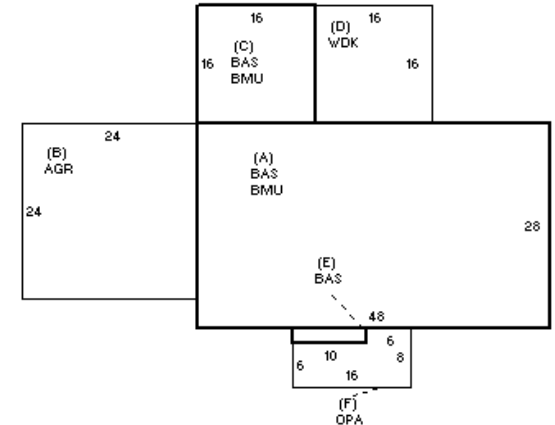 16
16
(C)
BAS
BMU
(D)
WDK
16
16
24
(B)
AGR
24
(A)
BAS
BMU
28
(E)
BAS
48
6
10
8
6
16
(F)
OPA